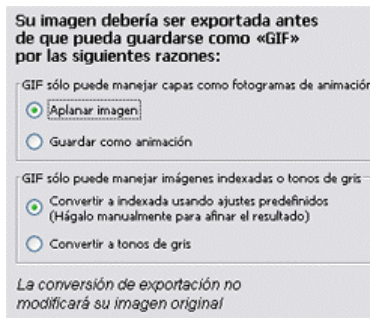 Su imagen debería ser exportada antes
de que pueda guardarse como «GIF»
por las siguientes razones:
GIF sólo puede manejar capas como fotogramas de animación
Aplanar imagen
Guardar como animación
GIF sólo puede manejar imágenes indexadas o tonos de gris
Convertir a indexada usando ajustes predefinidos
(Hágalo manualmente para afinar el resultado)
Convertir a tonos de gris
La conversión de exportación no
modificará su imagen original